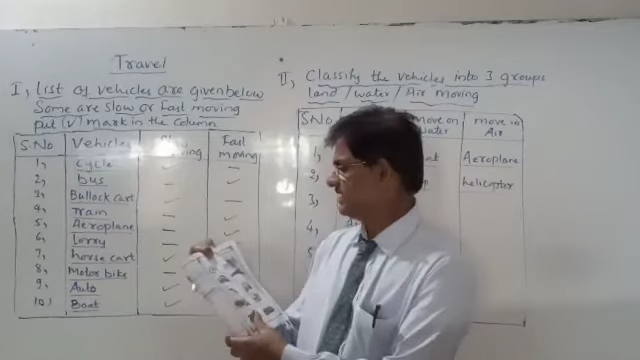 Travel
I, List of vehicles are given below
Some are slow or Fast moving
put (√) mark in the column
S.No Vehicles Slow moving Fast moving
1, cycle ✓ —
2, bus — ✓
3, Bullock cart ✓ —
4, Tram — ✓
5, Aeroplane — ✓
6, Lorry —
7, horse cart ✓
8, Motor bike —
9, Auto ✓
10) Boat ✓
II, Classify the vehicles into 3 groups
land / water / Air moving
S.No move on water move in Air
1, Aeroplane
2, helicopter
3,
4,